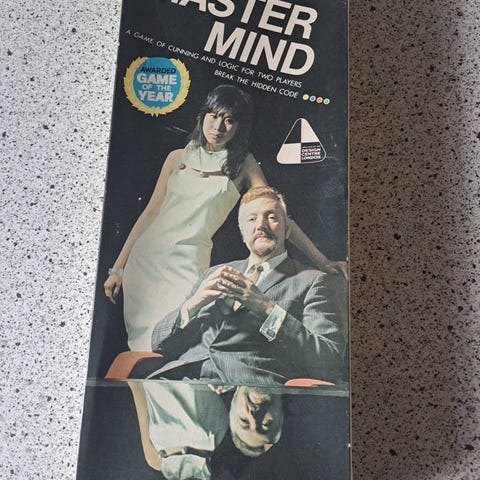 MASTER
MIND
A GAME OF CUNNING AND LOGIC FOR TWO PLAYERS
BREAK THE HIDDEN CODE
AWARDED
GAME
OF THE
YEAR
DESIGN
CENTRE
LONDON